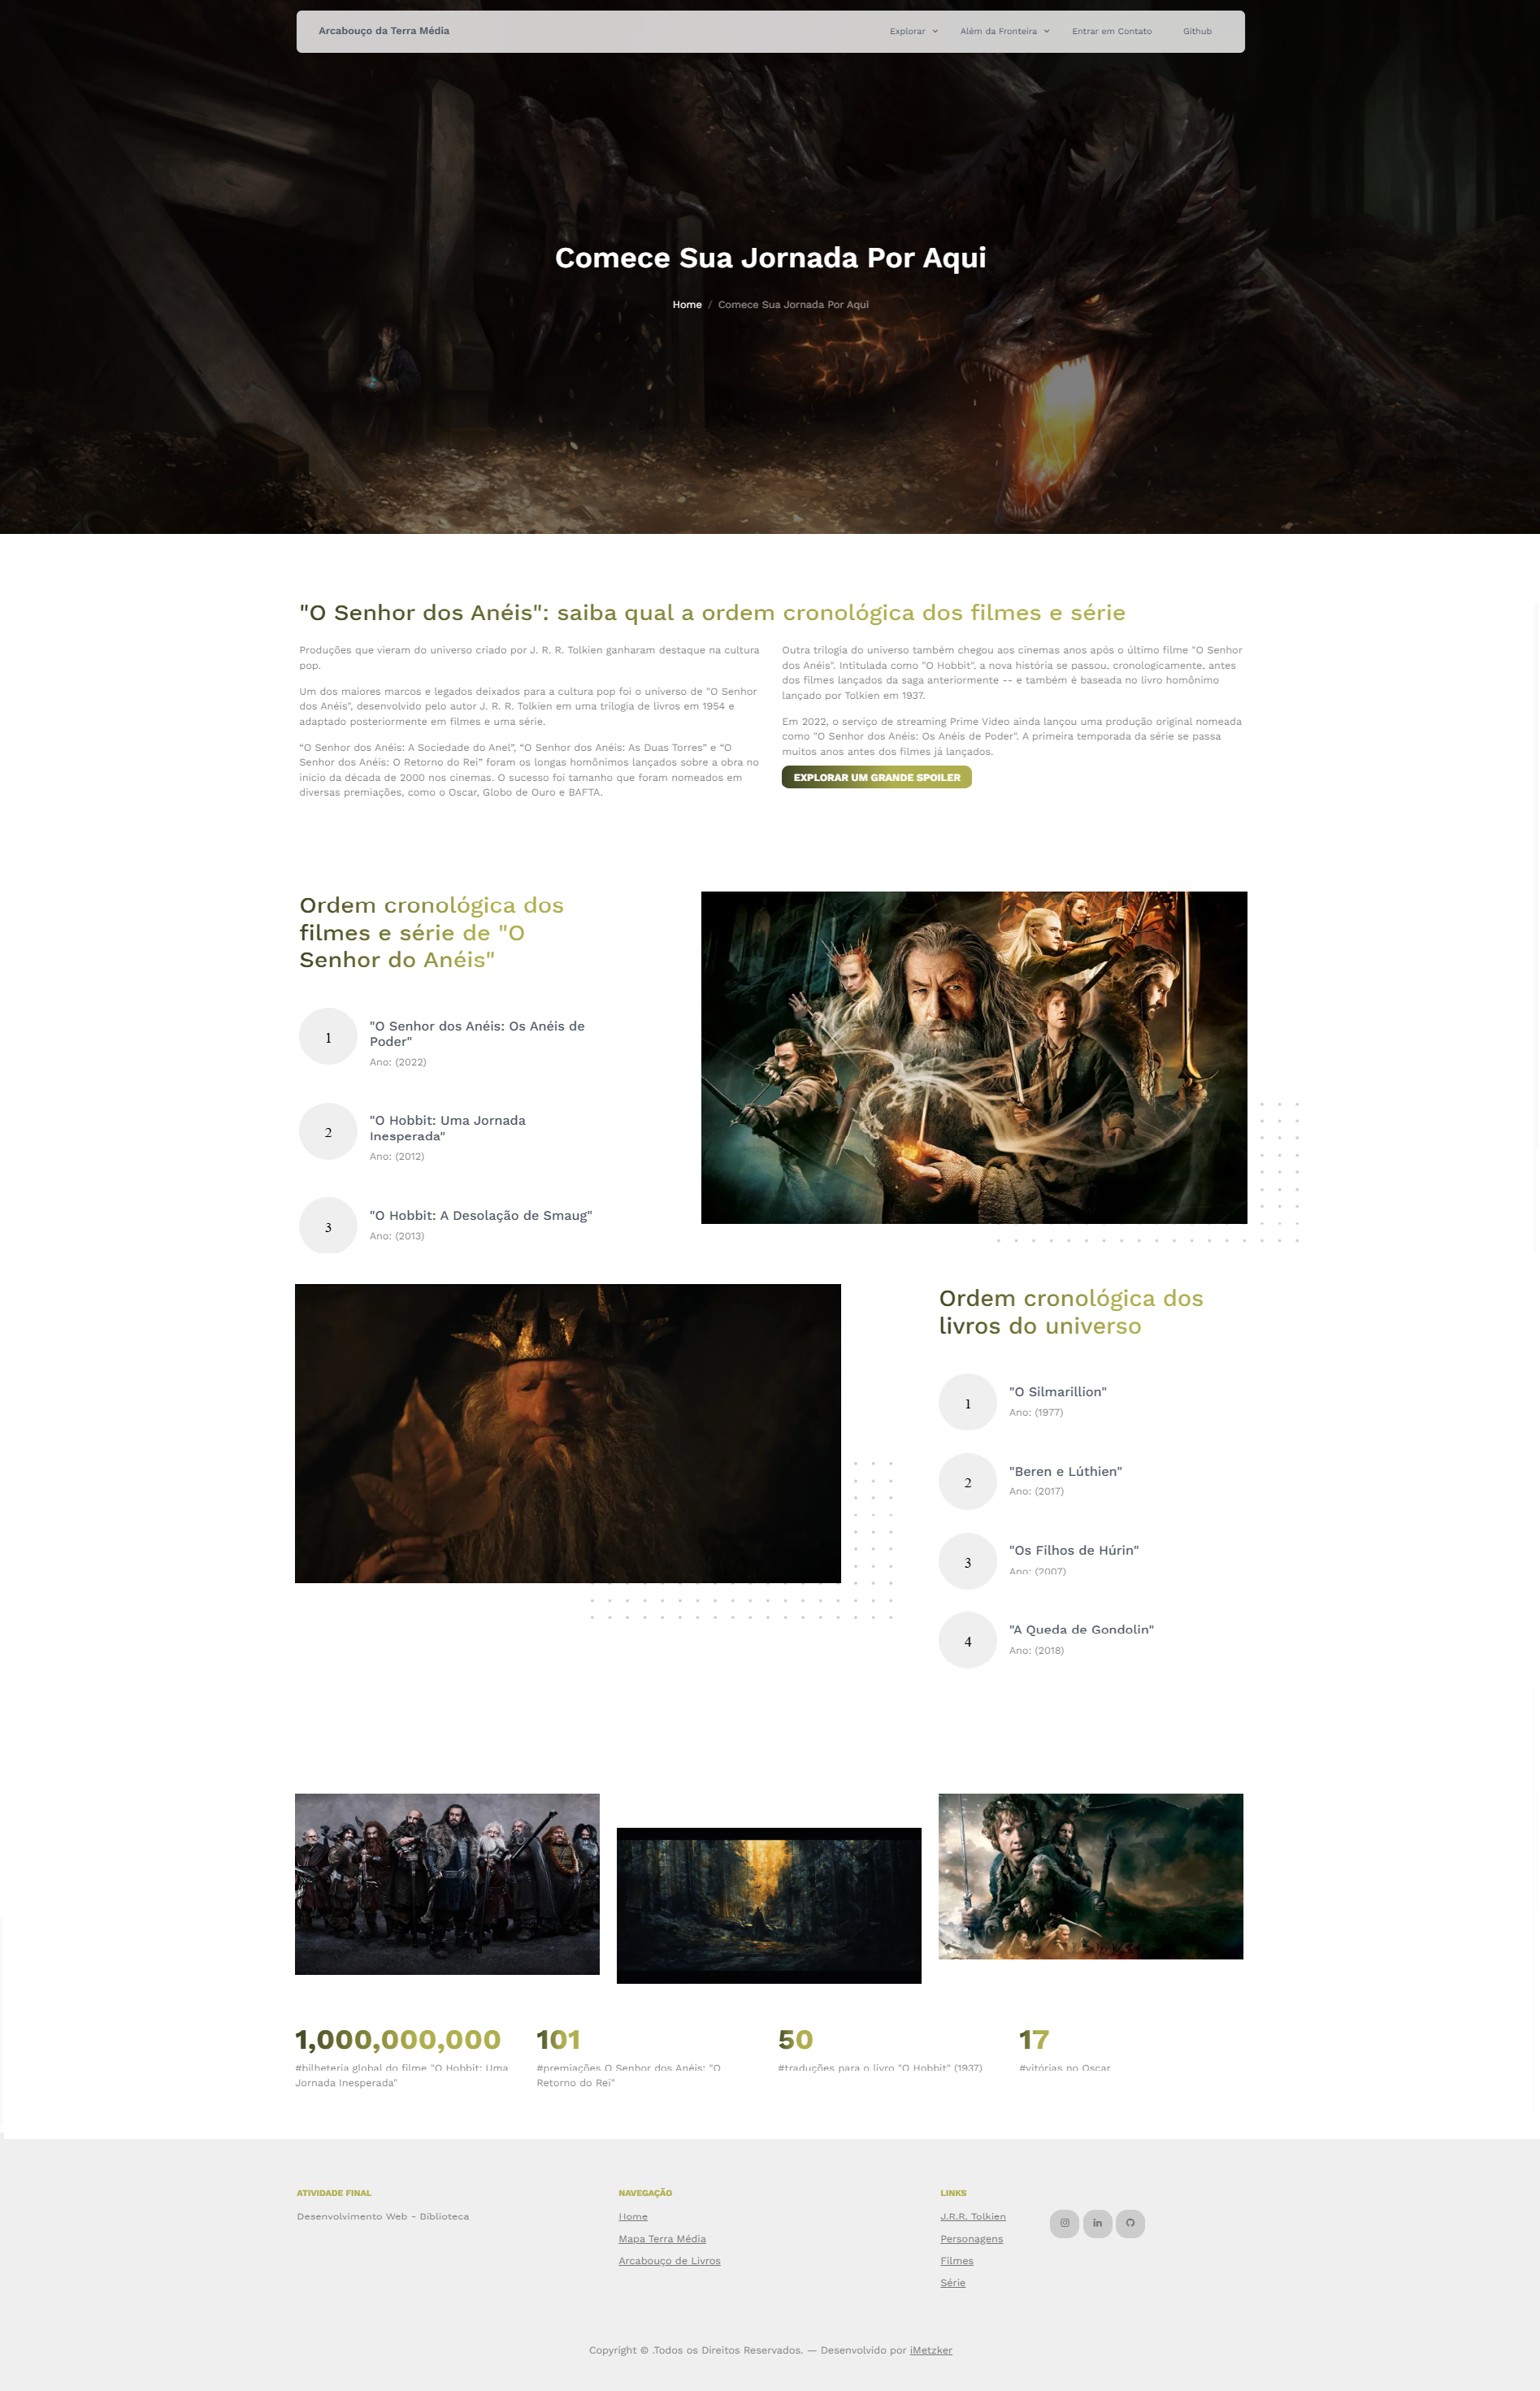 Arcabouço da Terra Média
Explorar
Além da Fronteira
Entrar em Contato
Github
Comece Sua Jornada Por Aqui
Home / Comece Sua Jornada Por Aqui
"O Senhor dos Anéis": saiba qual a ordem cronológica dos filmes e série
Produções que vieram do universo criado por J. R. R. Tolkien ganharam destaque na cultura
pop.
Um dos maiores marcos e legados deixados para a cultura pop foi o universo de "O Senhor
dos Anéis", desenvolvido pelo autor J. R. R. Tolkien em uma trilogia de livros em 1954 e
adaptado posteriormente em filmes e uma série.
“O Senhor dos Anéis: A Sociedade do Anel”, “O Senhor dos Anéis: As Duas Torres” e “O
Senhor dos Anéis: O Retorno do Rei” foram os longas homônimos lançados sobre a obra no
início da década de 2000 nos cinemas. O sucesso foi tamanho que foram nomeados em
diversas premiações, como o Oscar, Globo de Ouro e BAFTA.
Outra trilogia do universo também chegou aos cinemas anos após o último filme "O Senhor
dos Anéis". Intitulada como "O Hobbit", a nova história se passou, cronologicamente, antes
dos filmes lançados da saga anteriormente -- e também é baseada no livro homônimo
lançado por Tolkien em 1937.
Em 2022, o serviço de streaming Prime Video ainda lançou uma produção original nomeada
como "O Senhor dos Anéis: Os Anéis de Poder". A primeira temporada da série se passa
muitos anos antes dos filmes já lançados.
EXPLORAR UM GRANDE SPOILER
Ordem cronológica dos
filmes e série de "O
Senhor do Anéis"
1
"O Senhor dos Anéis: Os Anéis de
Poder"
Ano: (2022)
2
"O Hobbit: Uma Jornada
Inesperada"
Ano: (2012)
3
"O Hobbit: A Desolação de Smaug"
Ano: (2013)
Ordem cronológica dos
livros do universo
1
"O Silmarillion"
Ano: (1977)
2
"Beren e Lúthien"
Ano: (2017)
3
"Os Filhos de Húrin"
Ano: (2007)
4
"A Queda de Gondolin"
Ano: (2018)
1,000,000,000
#bilheteria global do filme "O Hobbit: Uma
Jornada Inesperada"
101
#premiações O Senhor dos Anéis: "O
Retorno do Rei"
50
#traduções para o livro "O Hobbit" (1937)
17
#vitórias no Oscar
ATIVIDADE FINAL
Desenvolvimento Web - Biblioteca
NAVEGAÇÃO
Home
Mapa Terra Média
Arcabouço de Livros
LINKS
J.R.R. Tolkien
Personagens
Filmes
Série
Copyright © .Todos os Direitos Reservados. — Desenvolvido por iMetzker